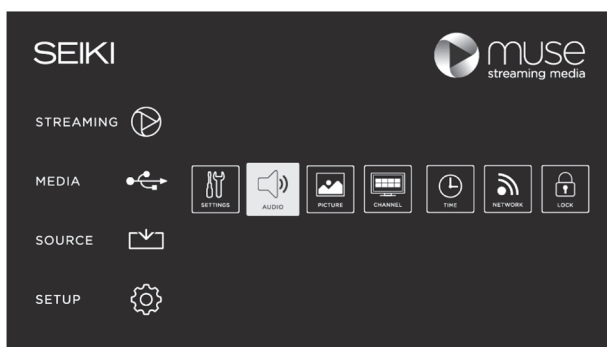 SEIKI
muse
streaming media
STREAMING
MEDIA
SETTINGS
AUDIO
PICTURE
CHANNEL
TIME
NETWORK
LOCK
SOURCE
SETUP